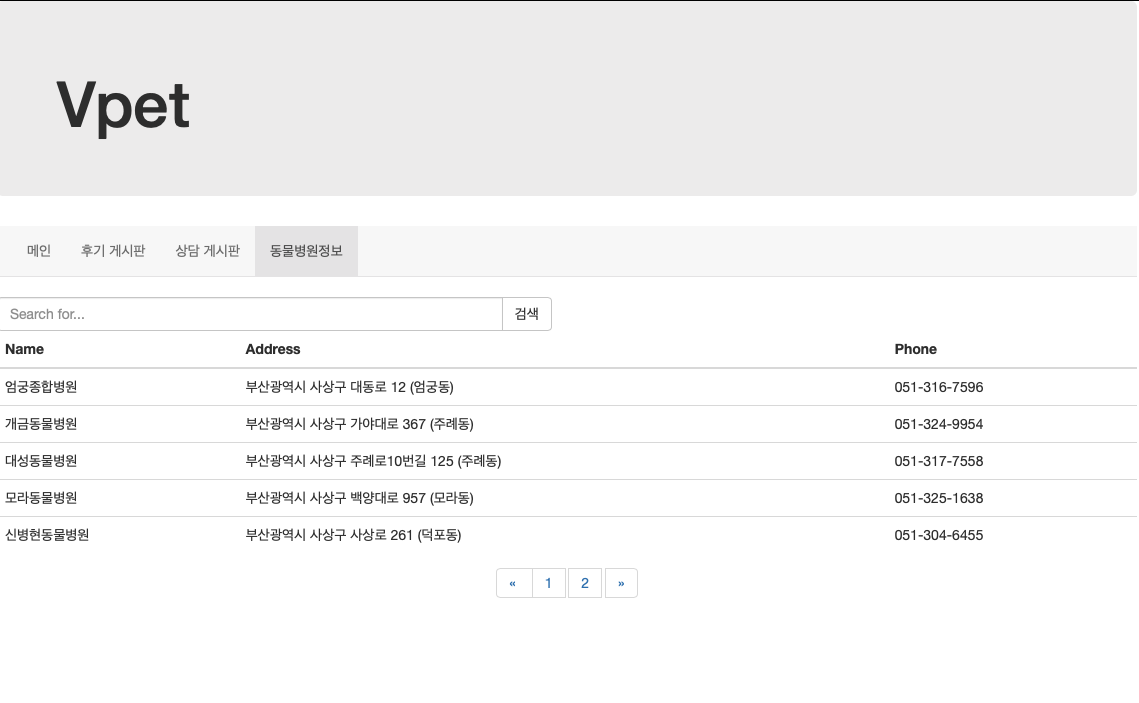 Vpet
메인 후기 게시판 상담 게시판 동물병원정보
Search for... 검색
Name Address Phone
엄궁종합병원 부산광역시 사상구 대동로 12 (엄궁동) 051-316-7596
개금동물병원 부산광역시 사상구 가야대로 367 (주례동) 051-324-9954
대성동물병원 부산광역시 사상구 주례로10번길 125 (주례동) 051-317-7558
모라동물병원 부산광역시 사상구 백양대로 957 (모라동) 051-325-1638
신병현동물병원 부산광역시 사상구 사상로 261 (덕포동) 051-304-6455
« 1 2 »